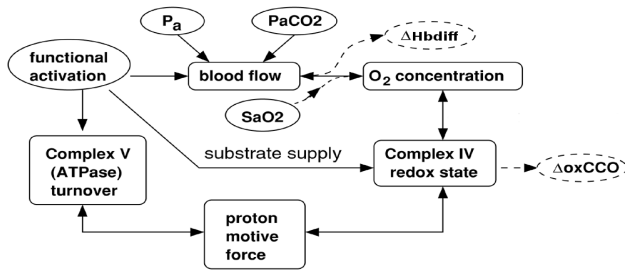 Pa
PaCO2
ΔHbdiff
functional
activation
blood flow
O2 concentration
SaO2
Complex V
(ATPase)
turnover
substrate supply
Complex IV
redox state
ΔoxCCO
proton
motive
force